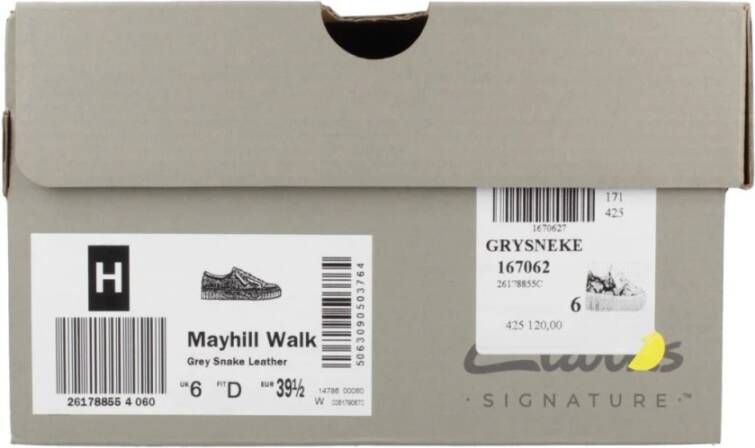 171
425
1670627
GRYSNEKE
167062
26178855C
6
425 120,00
H
Mayhill Walk
Grey Snake Leather
UK 6 FIT D EUR 39½
26178855 4 060
14786 00060
W
5063090503764
Clarks
· SIGNATURE · ™